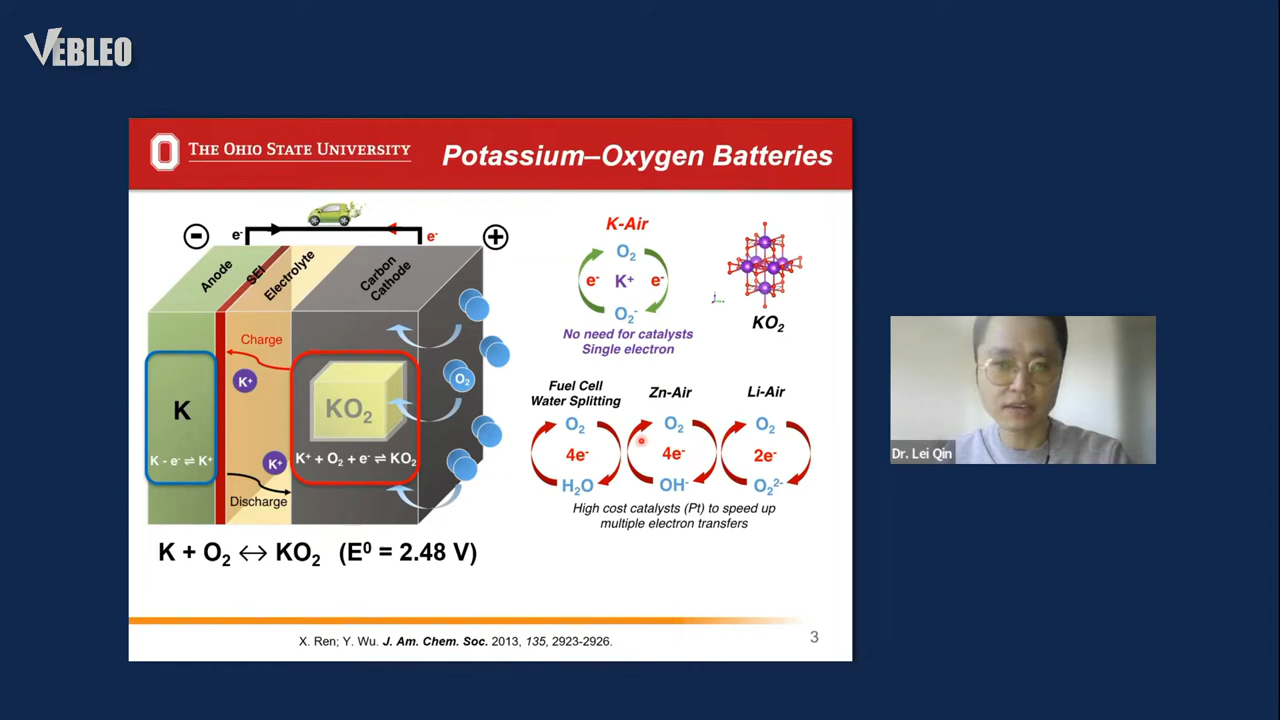 VEBLEO
THE OHIO STATE UNIVERSITY
Potassium–Oxygen Batteries
e-
e-
Anode
SEI
Electrolyte
Carbon
Cathode
Charge
K+
K
K - e- ⇌ K+
K+
Discharge
KO2
K+ + O2 + e- ⇌ KO2
O2
K + O2 ↔ KO2 (E0 = 2.48 V)
K-Air
O2
e- K+ e-
O2-
No need for catalysts
Single electron
KO2
Fuel Cell
Water Splitting
O2
4e-
H2O
Zn-Air
O2
4e-
OH-
Li-Air
O2
2e-
O22-
High cost catalysts (Pt) to speed up
multiple electron transfers
X. Ren; Y. Wu. J. Am. Chem. Soc. 2013, 135, 2923-2926.
3
Dr. Lei Qin